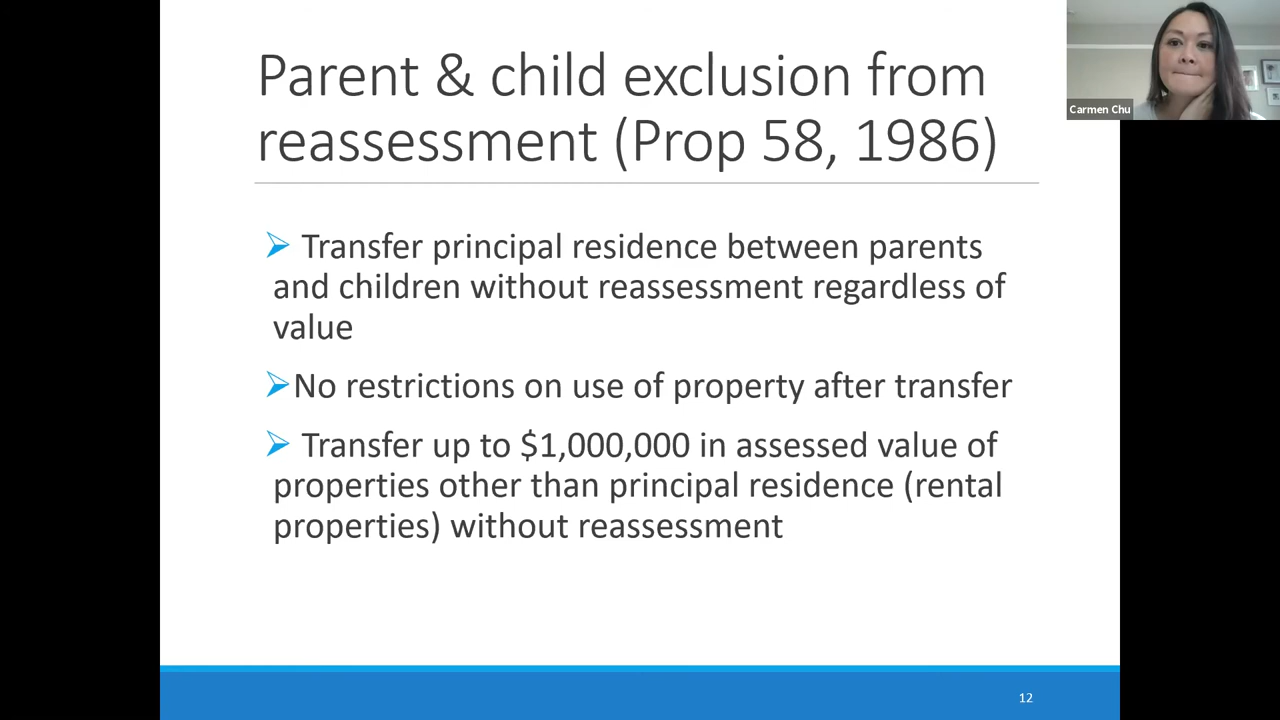 Parent & child exclusion from
reassessment (Prop 58, 1986)
Carmen Chu
➢ Transfer principal residence between parents
and children without reassessment regardless of
value
➢No restrictions on use of property after transfer
➢ Transfer up to $1,000,000 in assessed value of
properties other than principal residence (rental
properties) without reassessment
12